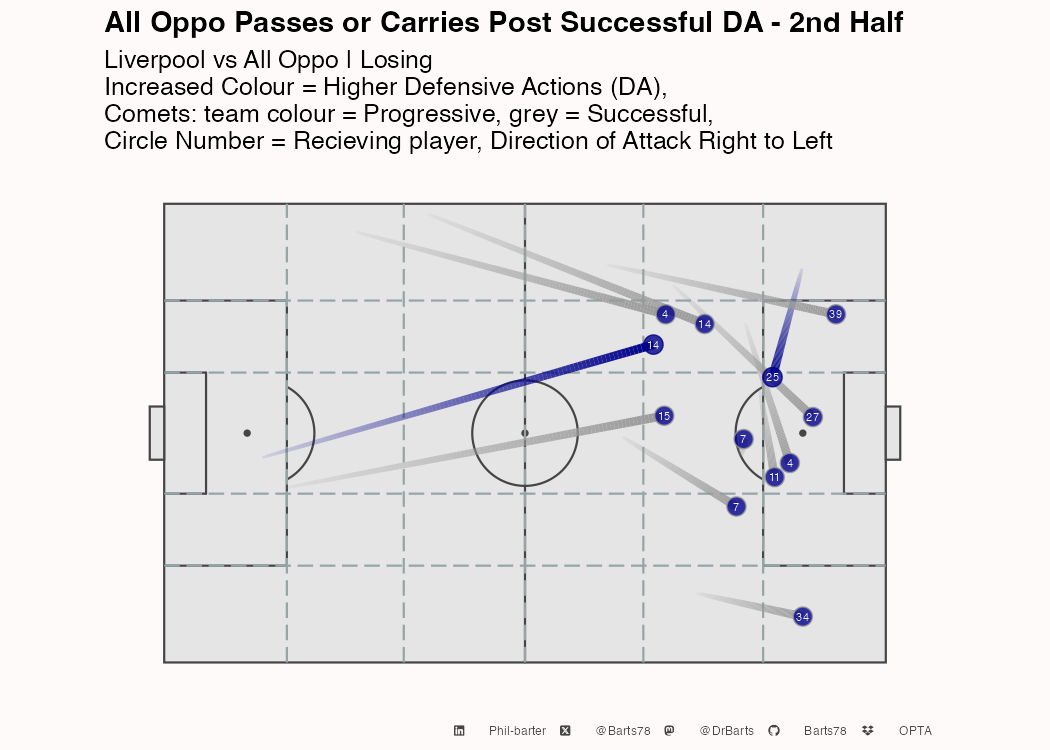 All Oppo Passes or Carries Post Successful DA - 2nd Half
Liverpool vs All Oppo | Losing
Increased Colour = Higher Defensive Actions (DA),
Comets: team colour = Progressive, grey = Successful,
Circle Number = Recieving player, Direction of Attack Right to Left
4
14
39
14
25
15
27
7
4
11
7
34
Phil-barter @Barts78 @DrBarts Barts78 OPTA